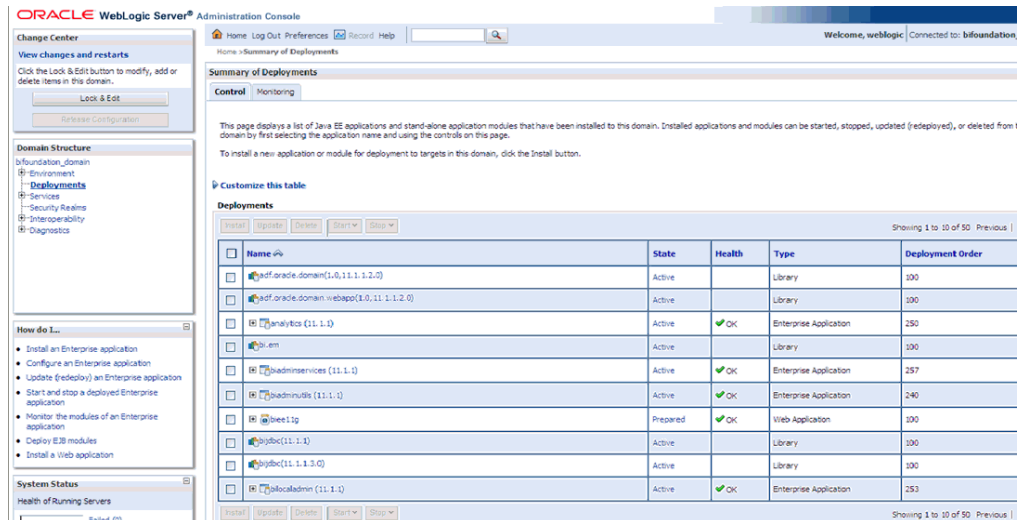 ORACLE WebLogic Server® Administration Console
Change Center
View changes and restarts
Click the Lock & Edit button to modify, add or
delete items in this domain.
Lock & Edit
Release Configuration
Domain Structure
bifoundation_domain
Environment
Deployments
Services
Security Realms
Interoperability
Diagnostics
How do I...
Install an Enterprise application
Configure an Enterprise application
Update (redeploy) an Enterprise application
Start and stop a deployed Enterprise
application
Monitor the modules of an Enterprise
application
Deploy EJB modules
Install a Web application
System Status
Health of Running Servers
Home Log Out Preferences Record Help
Welcome, weblogic Connected to: bifoundation
Home >Summary of Deployments
Summary of Deployments
Control Monitoring
This page displays a list of Java EE applications and stand-alone application modules that have been installed to this domain. Installed applications and modules can be started, stopped, updated (redeployed), or deleted from
domain by first selecting the application name and using the controls on this page.
To install a new application or module for deployment to targets in this domain, click the Install button.
Customize this table
Deployments
Install Update Delete Start Stop
Showing 1 to 10 of 50 Previous |
Name State Health Type Deployment Order
adf.oracle.domain(1.0,11.1.1.2.0) Active Library 100
adf.oracle.domain.webapp(1.0,11.1.1.2.0) Active Library 100
analytics (11.1.1) Active OK Enterprise Application 250
bi.em Active Library 100
biadminservices (11.1.1) Active OK Enterprise Application 257
biadminutils (11.1.1) Active OK Enterprise Application 240
biee11g Prepared OK Web Application 100
bijdbc(11.1.1) Active Library 100
bijdbc(11.1.1.3.0) Active Library 100
bilocaladmin (11.1.1) Active OK Enterprise Application 253
Install Update Delete Start Stop
Showing 1 to 10 of 50 Previous |